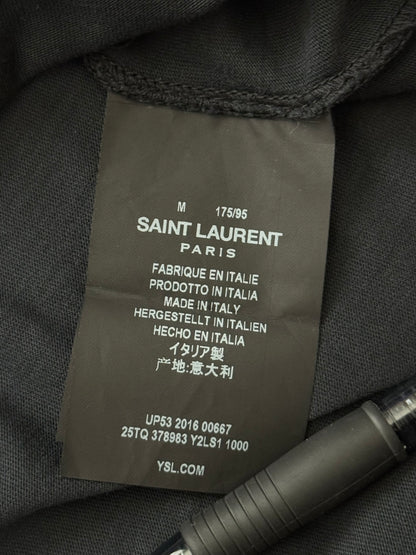 M 175/95
SAINT LAURENT
PARIS
FABRIQUE EN ITALIE
PRODOTTO IN ITALIA
MADE IN ITALY
HERGESTELLT IN ITALIEN
HECHO EN ITALIA
イタリア製
产地:意大利
UP53 2016 00667
25TQ 378983 Y2LS1 1000
YSL.COM